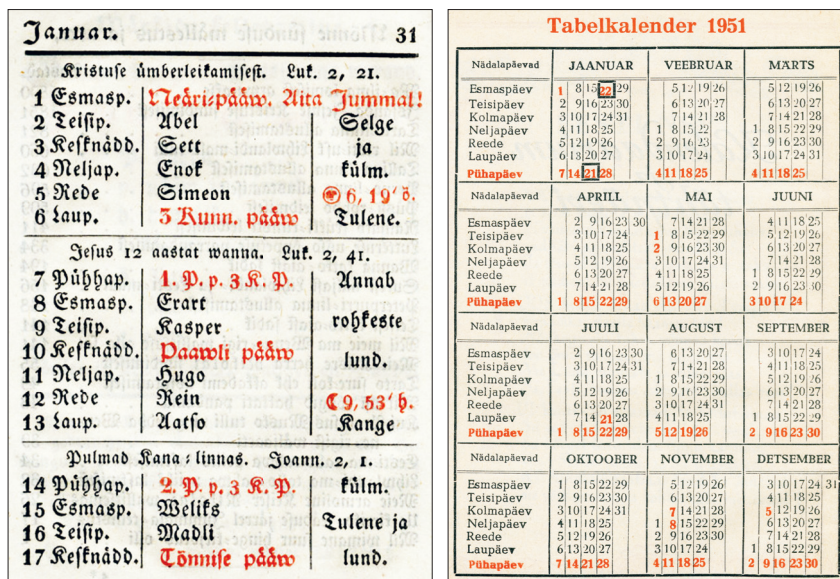 Januar. 31
Kristusse ümberleikamisest. Luk. 2, 21.
1 Esmasp. Neäripääw. Aita Jummal!
2 Teisip. Abel Selge
3 Kesknädd. Sett ja
4 Neljap. Enok külm.
5 Rede Simeon 6, 19' õ.
6 Laup. 3 Kunn. pääw Tulene.
Jesus 12 aastat wanna. Luk. 2, 41.
7 Pühhap. 1. P. p. 3 K. P. Annab
8 Esmasp. Erart
9 Teisip. Kasper rohkeste
10 Kesknädd. Paawli pääw lund.
11 Neljap. Hugo
12 Rede Rein 9, 53' h.
13 Laup. Aatso Kange
Pulmad Kana-linnas. Joann. 2, 1.
14 Pühhap. 2. P. p. 3 K. P. külm.
15 Esmasp. Weliks
16 Teisip. Madli Tulene ja
17 Kesknädd. Tönnise pääw lund.
Tabelkalender 1951
Nädalapäevad JAANUAR VEEBRUAR MÄRTS
Esmaspäev 1 8 15 22 29 5 12 19 26 5 12 19 26
Teisipäev 2 9 16 23 30 6 13 20 27 6 13 20 27
Kolmapäev 3 10 17 24 31 7 14 21 28 7 14 21 28
Neljapäev 4 11 18 25 1 8 15 22 1 8 15 22 29
Reede 5 12 19 26 2 9 16 23 2 9 16 23 30
Laupäev 6 13 20 27 3 10 17 24 3 10 17 24 31
Pühapäev 7 14 21 28 4 11 18 25 4 11 18 25
Nädalapäevad APRILL MAI JUUNI
Esmaspäev 2 9 16 23 30 7 14 21 28 4 11 18 25
Teisipäev 3 10 17 24 1 8 15 22 29 5 12 19 26
Kolmapäev 4 11 18 25 2 9 16 23 30 6 13 20 27
Neljapäev 5 12 19 26 3 10 17 24 31 7 14 21 28
Reede 6 13 20 27 4 11 18 25 1 8 15 22 29
Laupäev 7 14 21 28 5 12 19 26 2 9 16 23 30
Pühapäev 1 8 15 22 29 6 13 20 27 3 10 17 24
Nädalapäevad JUULI AUGUST SEPTEMBER
Esmaspäev 2 9 16 23 30 6 13 20 27 3 10 17 24
Teisipäev 3 10 17 24 31 7 14 21 28 4 11 18 25
Kolmapäev 4 11 18 25 1 8 15 22 29 5 12 19 26
Neljapäev 5 12 19 26 2 9 16 23 30 6 13 20 27
Reede 6 13 20 27 3 10 17 24 31 7 14 21 28
Laupäev 7 14 21 28 4 11 18 25 1 8 15 22 29
Pühapäev 1 8 15 22 29 5 12 19 26 2 9 16 23 30
Nädalapäevad OKTOOBER NOVEMBER DETSEMBER
Esmaspäev 1 8 15 22 29 5 12 19 26 3 10 17 24 31
Teisipäev 2 9 16 23 30 6 13 20 27 4 11 18 25
Kolmapäev 3 10 17 24 31 7 14 21 28 5 12 19 26
Neljapäev 4 11 18 25 1 8 15 22 29 6 13 20 27
Reede 5 12 19 26 2 9 16 23 30 7 14 21 28
Laupäev 6 13 20 27 3 10 17 24 1 8 15 22 29
Pühapäev 7 14 21 28 4 11 18 25 2 9 16 23 30